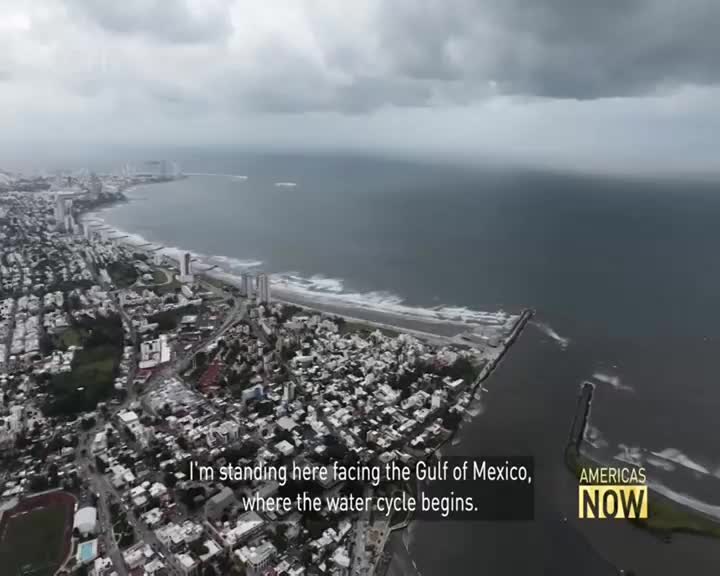 I'm standing here facing the Gulf of Mexico,
where the water cycle begins.
AMERICAS
NOW